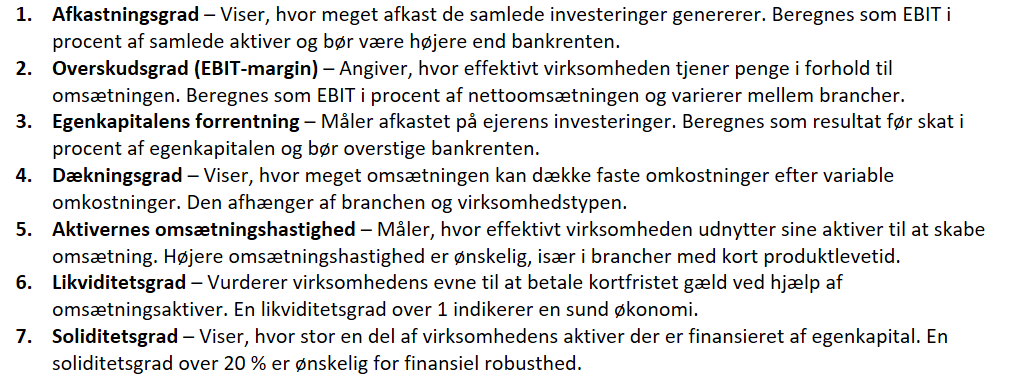 1. Afkastningsgrad – Viser, hvor meget afkast de samlede investeringer genererer. Beregnes som EBIT i
procent af samlede aktiver og bør være højere end bankrenten.
2. Overskudsgrad (EBIT-margin) – Angiver, hvor effektivt virksomheden tjener penge i forhold til
omsætningen. Beregnes som EBIT i procent af nettoomsætningen og varierer mellem brancher.
3. Egenkapitalens forrentning – Måler afkastet på ejerens investeringer. Beregnes som resultat før skat i
procent af egenkapitalen og bør overstige bankrenten.
4. Dækningsgrad – Viser, hvor meget omsætningen kan dække faste omkostninger efter variable
omkostninger. Den afhænger af branchen og virksomhedstypen.
5. Aktivernes omsætningshastighed – Måler, hvor effektivt virksomheden udnytter sine aktiver til at skabe
omsætning. Højere omsætningshastighed er ønskelig, især i brancher med kort produktlevetid.
6. Likviditetsgrad – Vurderer virksomhedens evne til at betale kortfristet gæld ved hjælp af
omsætningsaktiver. En likviditetsgrad over 1 indikerer en sund økonomi.
7. Soliditetsgrad – Viser, hvor stor en del af virksomhedens aktiver der er finansieret af egenkapital. En
soliditetsgrad over 20 % er ønskelig for finansiel robusthed.